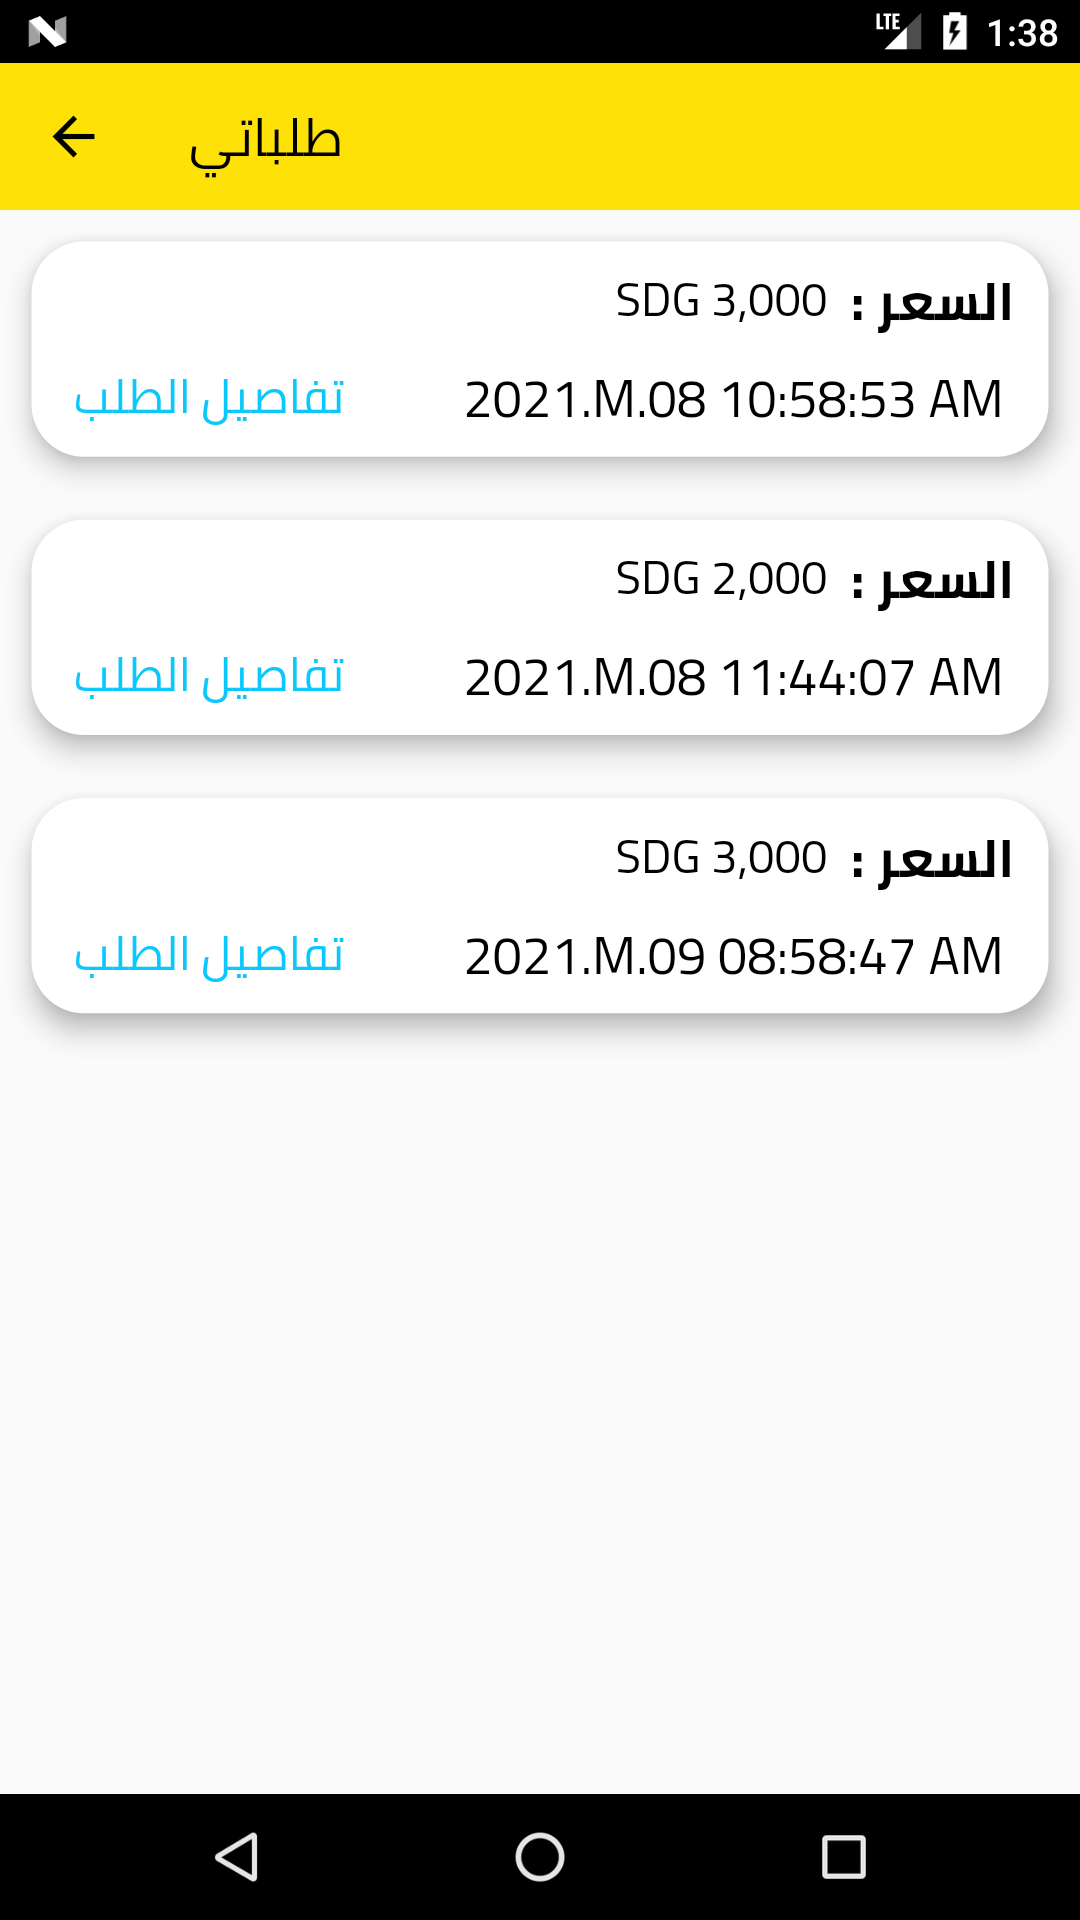 LTE 1:38
طلباتي
السعر : SDG 3,000
2021.M.08 10:58:53 AM تفاصيل الطلب
السعر : SDG 2,000
2021.M.08 11:44:07 AM تفاصيل الطلب
السعر : SDG 3,000
2021.M.09 08:58:47 AM تفاصيل الطلب